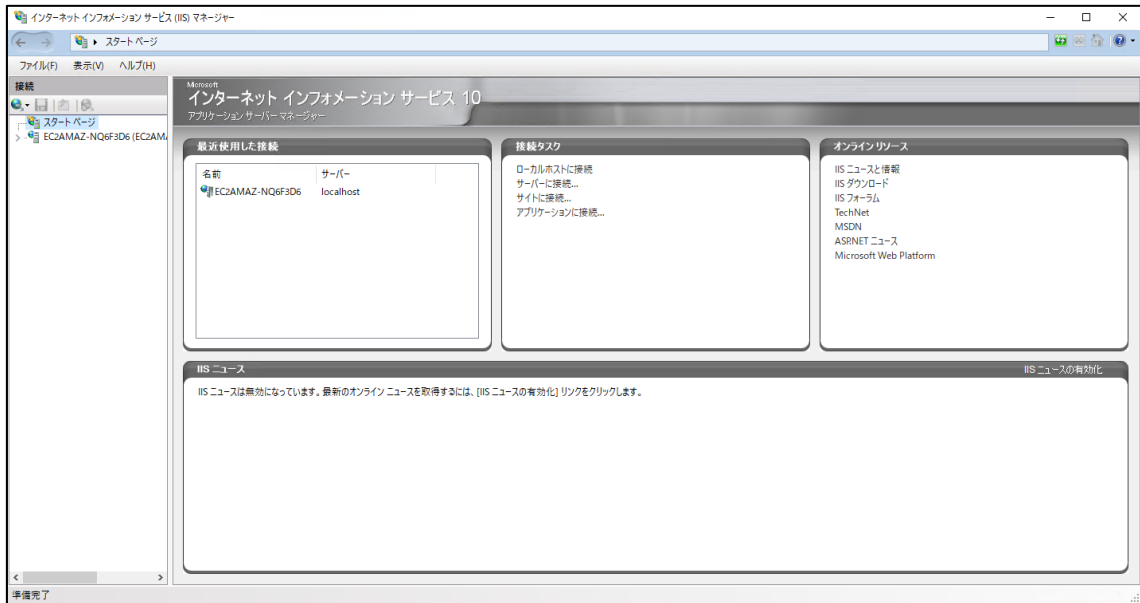 インターネット インフォメーション サービス (IIS) マネージャー
スタート ページ
ファイル(F) 表示(V) ヘルプ(H)
接続
スタート ページ
EC2AMAZ-NQ6F3D6 (EC2AM
Microsoft
インターネット インフォメーション サービス 10
アプリケーション サーバー マネージャー
最近使用した接続
名前 サーバー
EC2AMAZ-NQ6F3D6 localhost
接続タスク
ローカルホストに接続
サーバーに接続...
サイトに接続...
アプリケーションに接続...
オンライン リソース
IIS ニュースと情報
IIS ダウンロード
IIS フォーラム
TechNet
MSDN
ASP.NET ニュース
Microsoft Web Platform
IIS ニュース IIS ニュースの有効化
IIS ニュースは無効になっています。最新のオンライン ニュースを取得するには、[IIS ニュースの有効化] リンクをクリックします。
準備完了